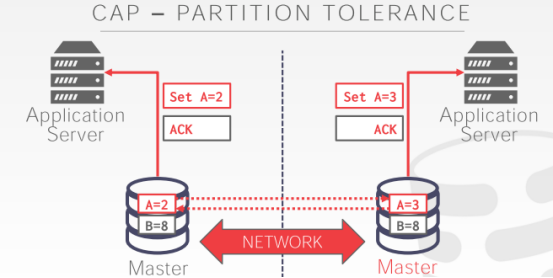 CAP – PARTITION TOLERANCE
Application
Server
Set A=2
ACK
Set A=3
ACK
Application
Server
A=2
B=8
A=3
B=8
NETWORK
Master
Master